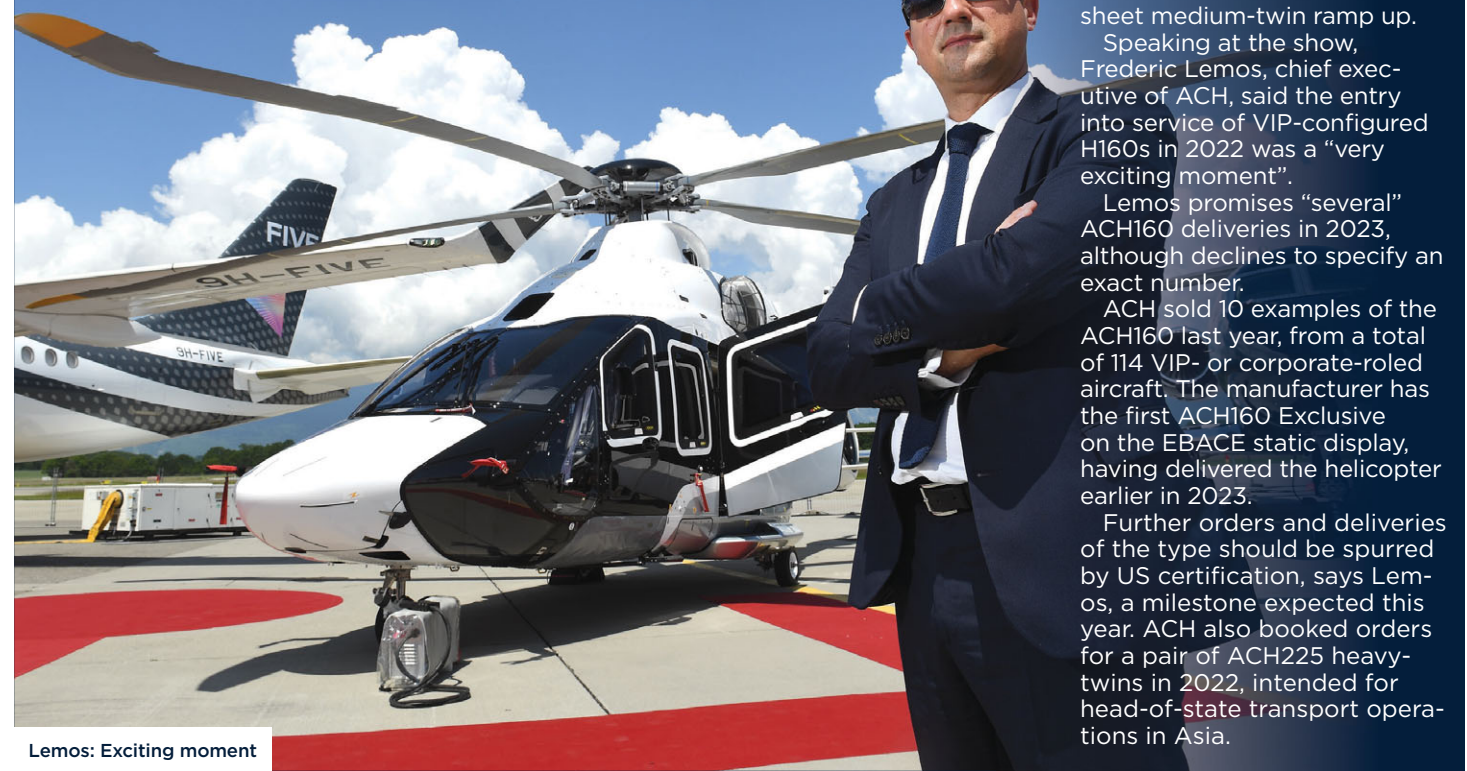 FIVE
9H-FIVE
9H-FIVE
Lemos: Exciting moment
sheet medium-twin ramp up.
Speaking at the show,
Frederic Lemos, chief exec-
utive of ACH, said the entry
into service of VIP-configured
H160s in 2022 was a “very
exciting moment”.
Lemos promises “several”
ACH160 deliveries in 2023,
although declines to specify an
exact number.
ACH sold 10 examples of the
ACH160 last year, from a total
of 114 VIP- or corporate-roled
aircraft. The manufacturer has
the first ACH160 Exclusive
on the EBACE static display,
having delivered the helicopter
earlier in 2023.
Further orders and deliveries
of the type should be spurred
by US certification, says Lem-
os, a milestone expected this
year. ACH also booked orders
for a pair of ACH225 heavy-
twins in 2022, intended for
head-of-state transport opera-
tions in Asia.